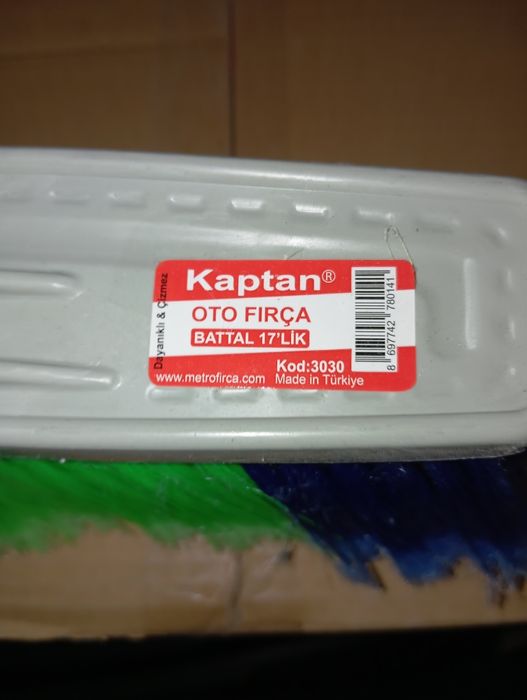 Kaptan®
OTO FIRÇA
BATTAL 17'LİK
Kod:3030
www.metrofirca.com Made in Türkiye
Dayanıklı & Çizmez
8 697742 780141